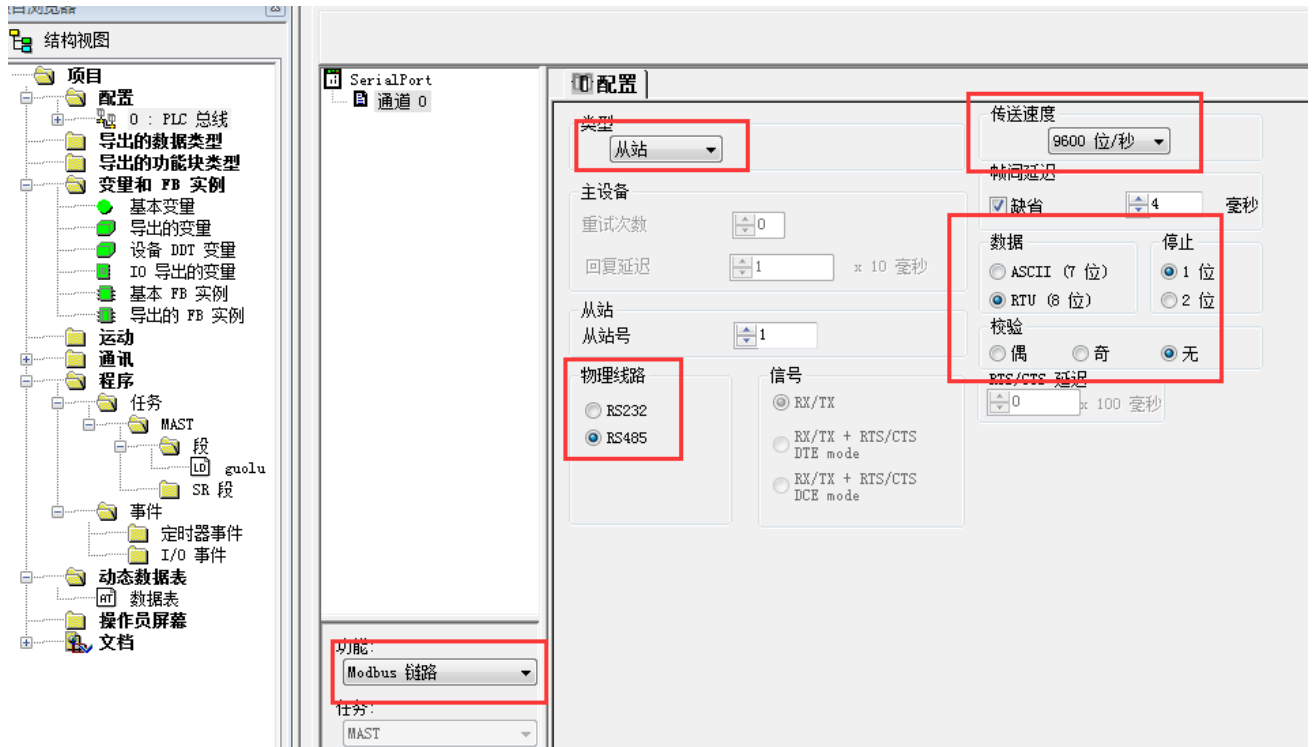 项目浏览器
结构视图
项目
配置
0 : PLC 总线
导出的数据类型
导出的功能块类型
变量和 FB 实例
基本变量
导出的变量
设备 DDT 变量
IO 导出的变量
基本 FB 实例
导出的 FB 实例
运动
通讯
程序
任务
MAST
段
LD guolu
SR 段
事件
定时器事件
I/O 事件
动态数据表
数据表
操作员屏幕
文档
SerialPort
通道 0
功能:
Modbus 链路
任务:
MAST
配置
类型
从站
主设备
重试次数 0
回复延迟 1 x 10 毫秒
从站
从站号 1
物理线路
RS232
RS485
信号
RX/TX
RX/TX + RTS/CTS
DTE mode
RX/TX + RTS/CTS
DCE mode
传送速度
9600 位/秒
帧间延迟
缺省 4 毫秒
数据
ASCII (7 位)
RTU (8 位)
停止
1 位
2 位
校验
偶 奇 无
RTS/CTS 延迟
0 x 100 毫秒